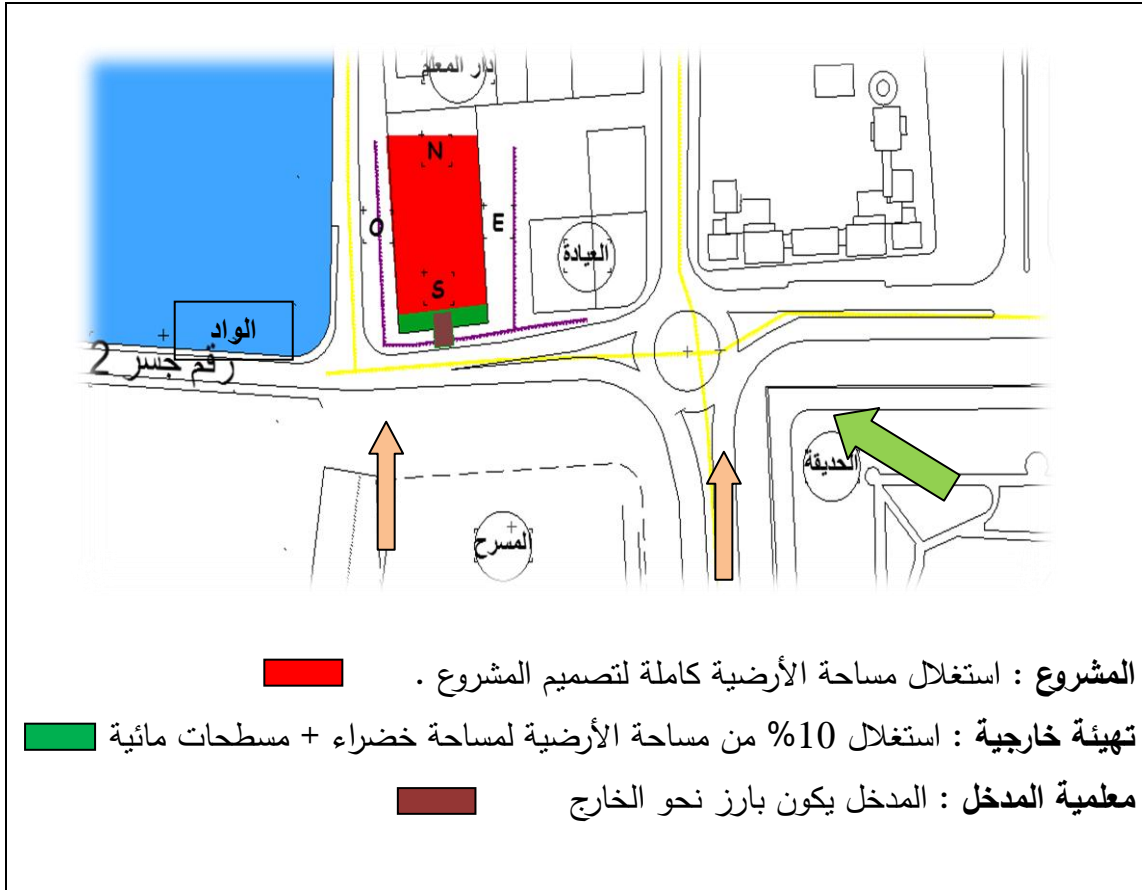 دار المعلم
N
O
E
العيادة
S
الواد
رقم جسر 2
الحديقة
المسرح
المشروع : استغلال مساحة الأرضية كاملة لتصميم المشروع .
تهيئة خارجية : استغلال 10% من مساحة الأرضية لمساحة خضراء + مسطحات مائية
معلمية المدخل : المدخل يكون بارز نحو الخارج